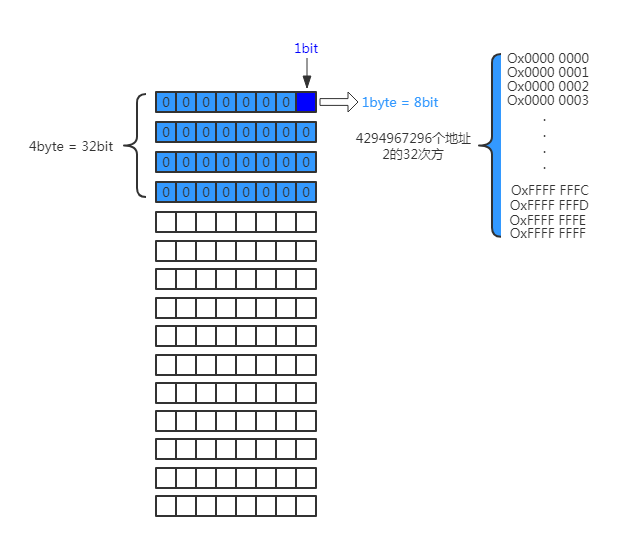 1bit
0 0 0 0 0 0 0
1byte = 8bit
0 0 0 0 0 0 0 0
4byte = 32bit
0 0 0 0 0 0 0 0
0 0 0 0 0 0 0 0
4294967296个地址
2的32次方
Ox0000 0000
Ox0000 0001
Ox0000 0002
Ox0000 0003
.
.
.
.
OxFFFF FFFC
OxFFFF FFFD
OxFFFF FFFE
OxFFFF FFFF